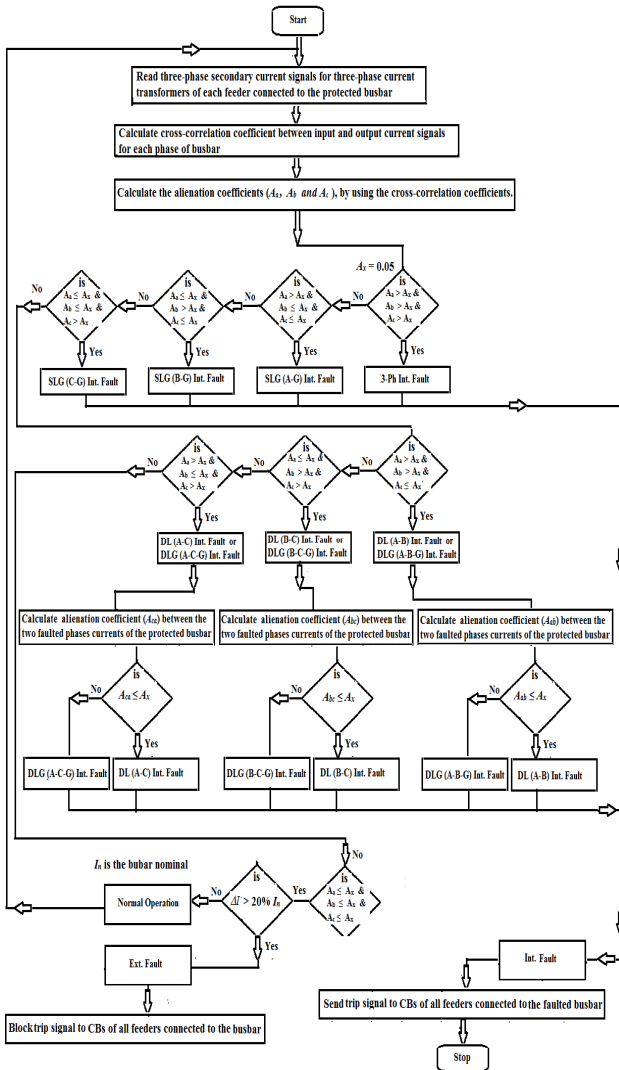 Start
Read three-phase secondary current signals for three-phase current
transformers of each feeder connected to the protected busbar
Calculate cross-correlation coefficient between input and output current signals
for each phase of busbar
Calculate the alienation coefficients (Aa, Ab and Ac ), by using the cross-correlation coefficients.
Ax = 0.05
No
is
Aa ≤ Ax &
Ab ≤ Ax &
Ac > Ax
No
is
Aa ≤ Ax &
Ab > Ax &
Ac ≤ Ax
No
is
Aa > Ax &
Ab ≤ Ax &
Ac ≤ Ax
No
is
Aa > Ax &
Ab > Ax &
Ac > Ax
Yes
Yes
Yes
Yes
SLG (C-G) Int. Fault
SLG (B-G) Int. Fault
SLG (A-G) Int. Fault
3-Ph Int. Fault
No
is
Aa > Ax &
Ab ≤ Ax &
Ac > Ax
No
is
Aa ≤ Ax &
Ab > Ax &
Ac > Ax
No
is
Aa > Ax &
Ab > Ax &
Ac ≤ Ax
Yes
Yes
Yes
DL (A-C) Int. Fault or
DLG (A-C-G) Int. Fault
DL (B-C) Int. Fault or
DLG (B-C-G) Int. Fault
DL (A-B) Int. Fault or
DLG (A-B-G) Int. Fault
Calculate alienation coefficient (Aca) between the
two faulted phases currents of the protected busbar
Calculate alienation coefficient (Abc) between the
two faulted phases currents of the protected busbar
Calculate alienation coefficient (Aab) between the
two faulted phases currents of the protected busbar
No
is
Aca ≤ Ax
No
is
Abc ≤ Ax
No
is
Aab ≤ Ax
Yes
Yes
Yes
DLG (A-C-G) Int. Fault
DL (A-C) Int. Fault
DLG (B-C-G) Int. Fault
DL (B-C) Int. Fault
DLG (A-B-G) Int. Fault
DL (A-B) Int. Fault
No
In is the bubar nominal
Normal Operation
No
is
ΔI > 20% In
Yes
is
Aa ≤ Ax &
Ab ≤ Ax &
Ac ≤ Ax
Yes
Ext. Fault
Int. Fault
Block trip signal to CBs of all feeders connected to the busbar
Send trip signal to CBs of all feeders connected to the faulted busbar
Stop